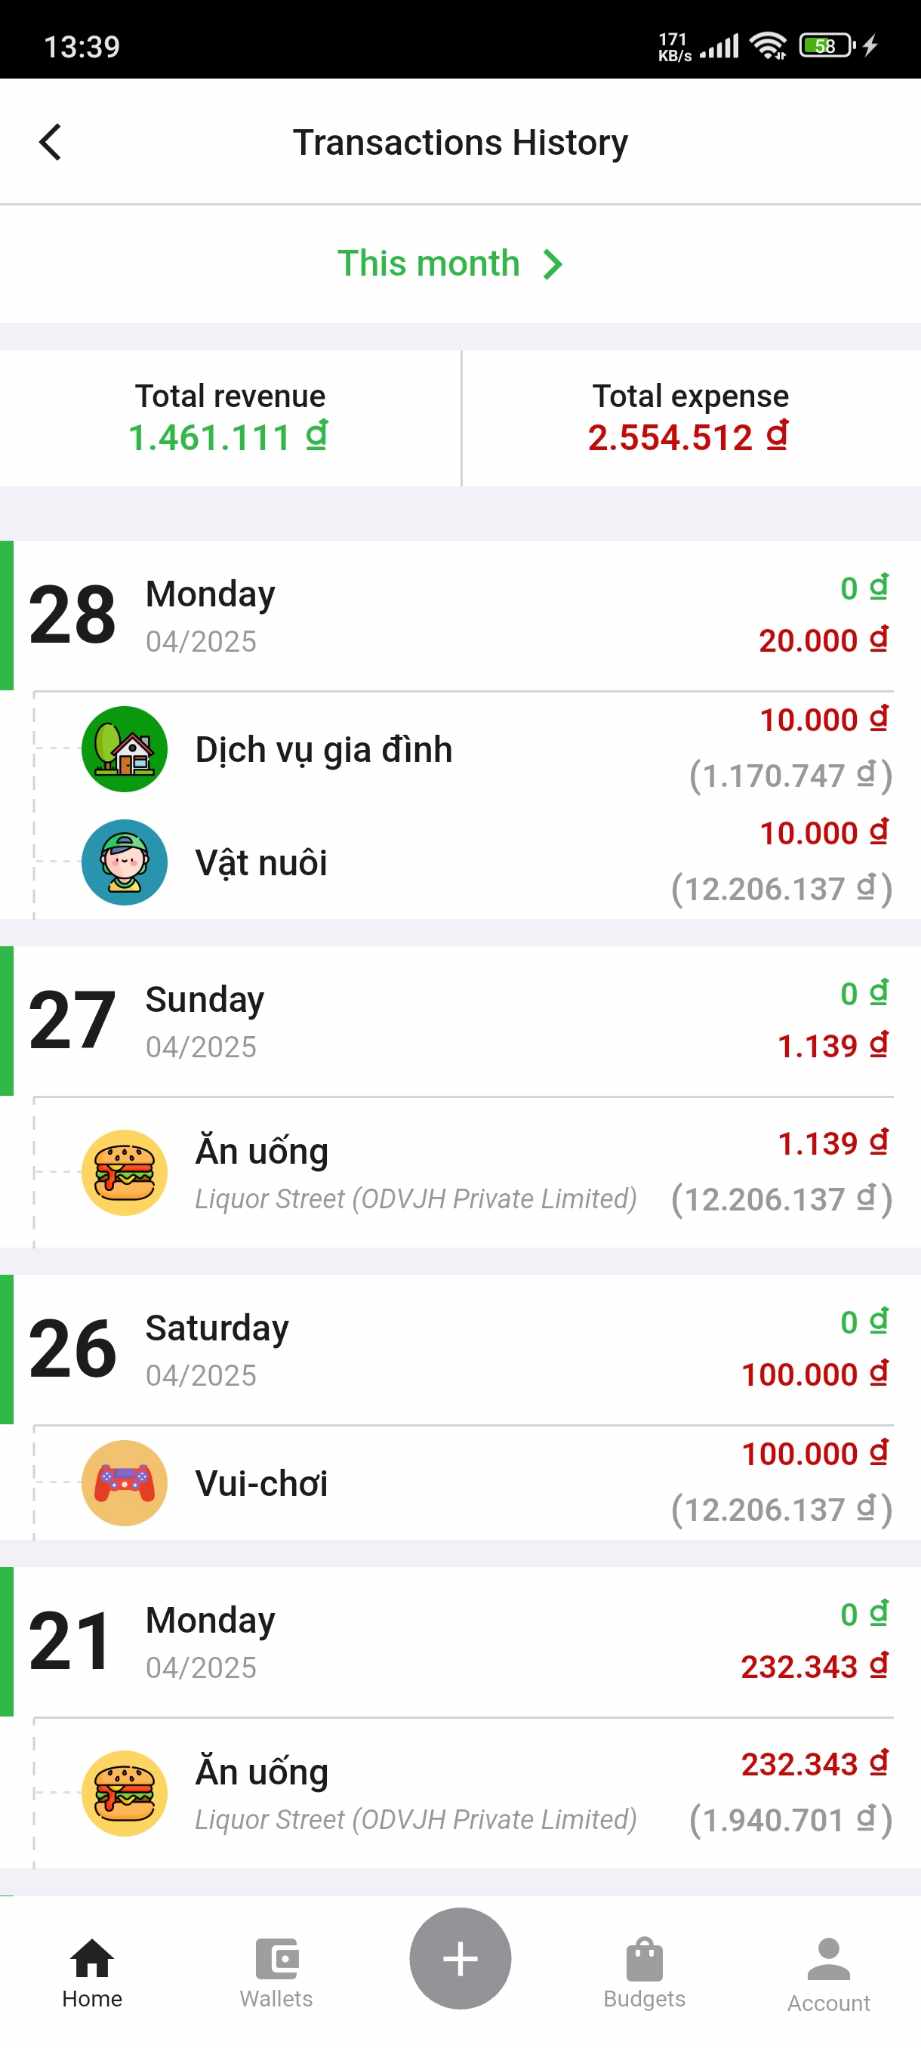 13:39
171
KB/s
58
Transactions History
This month
Total revenue
1.461.111 ₫
Total expense
2.554.512 ₫
28
Monday
04/2025
0 ₫
20.000 ₫
Dịch vụ gia đình
10.000 ₫
(1.170.747 ₫)
Vật nuôi
10.000 ₫
(12.206.137 ₫)
27
Sunday
04/2025
0 ₫
1.139 ₫
Ăn uống
Liquor Street (ODVJH Private Limited)
1.139 ₫
(12.206.137 ₫)
26
Saturday
04/2025
0 ₫
100.000 ₫
Vui-chơi
100.000 ₫
(12.206.137 ₫)
21
Monday
04/2025
0 ₫
232.343 ₫
Ăn uống
Liquor Street (ODVJH Private Limited)
232.343 ₫
(1.940.701 ₫)
Home
Wallets
Budgets
Account